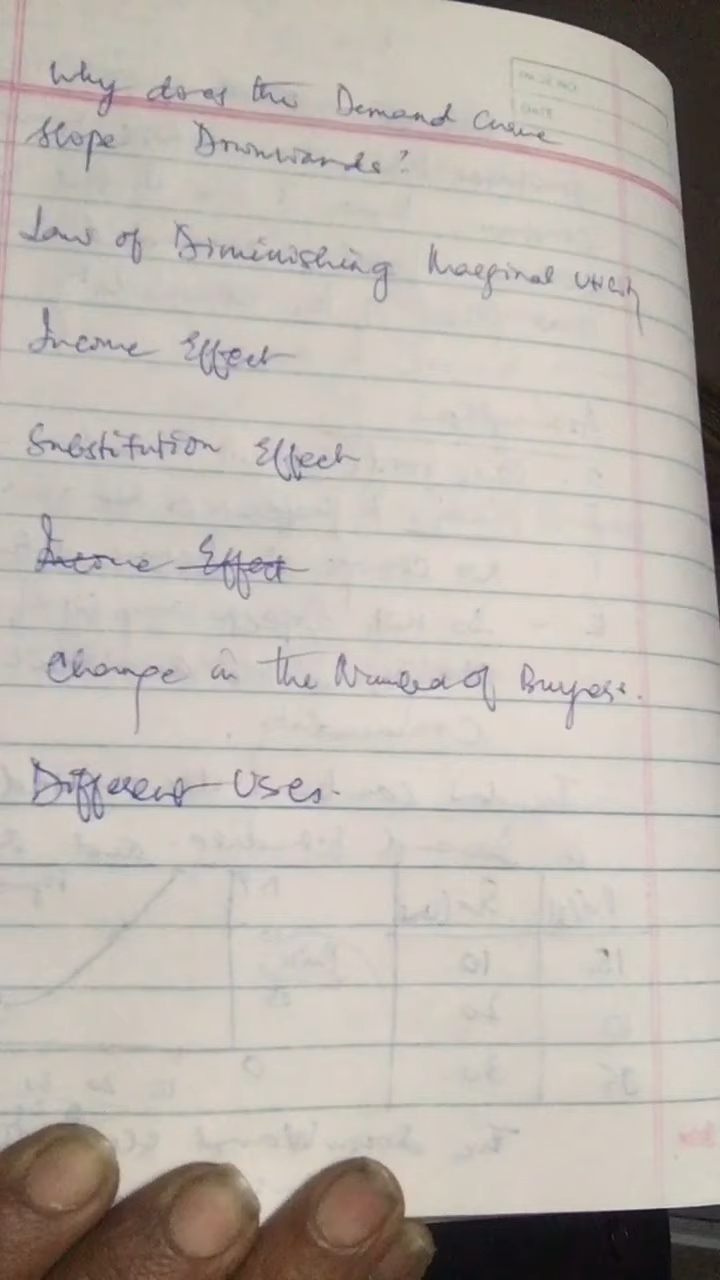 Why does the Demand Curve
Slope Downwards?
Law of Diminishing Marginal Utility
Income Effect
Substitution Effect
Income Effect
Change in the Number of Buyers.
Different Uses.